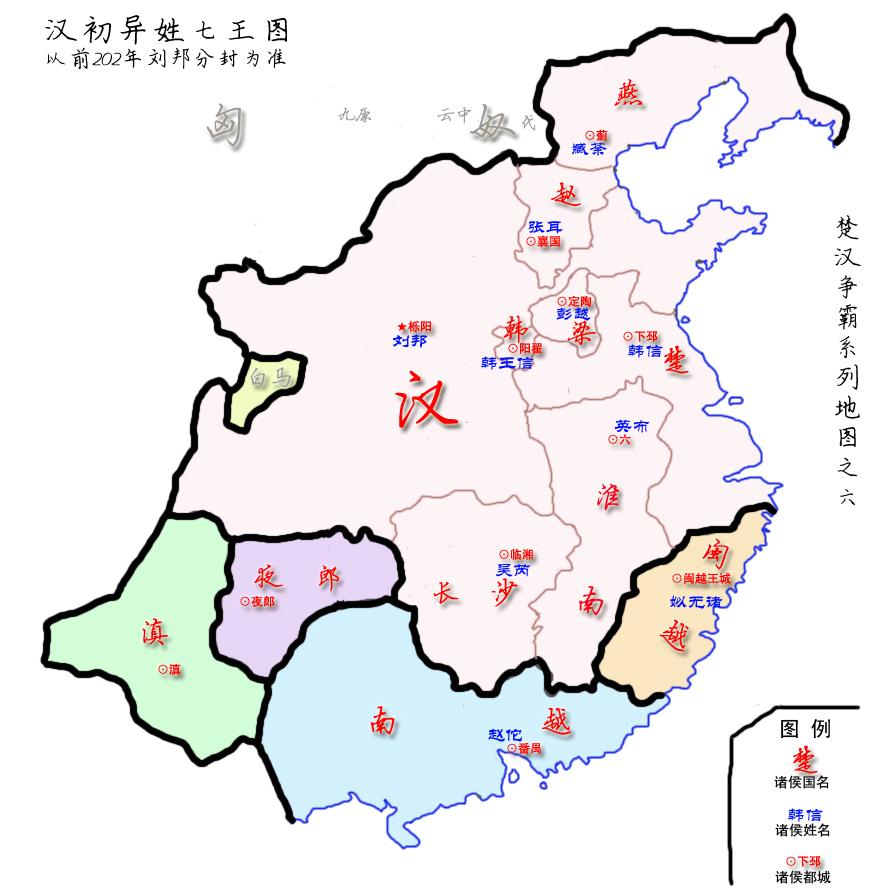 汉初异姓七王图
以前202年刘邦分封为准
匈
九原
云中
奴
代
燕
蓟
臧荼
赵
张耳
襄国
定陶
彭越
梁
栎阳
刘邦
韩
阳翟
韩王信
下邳
韩信
楚
白马
汉
英布
六
淮
南
临湘
吴芮
长沙
闽
闽越王城
姒无诸
越
夜郎
夜郎
滇
滇
南越
赵佗
番禺
楚汉争霸系列地图之六
图例
楚
诸侯国名
韩信
诸侯姓名
下邳
诸侯都城